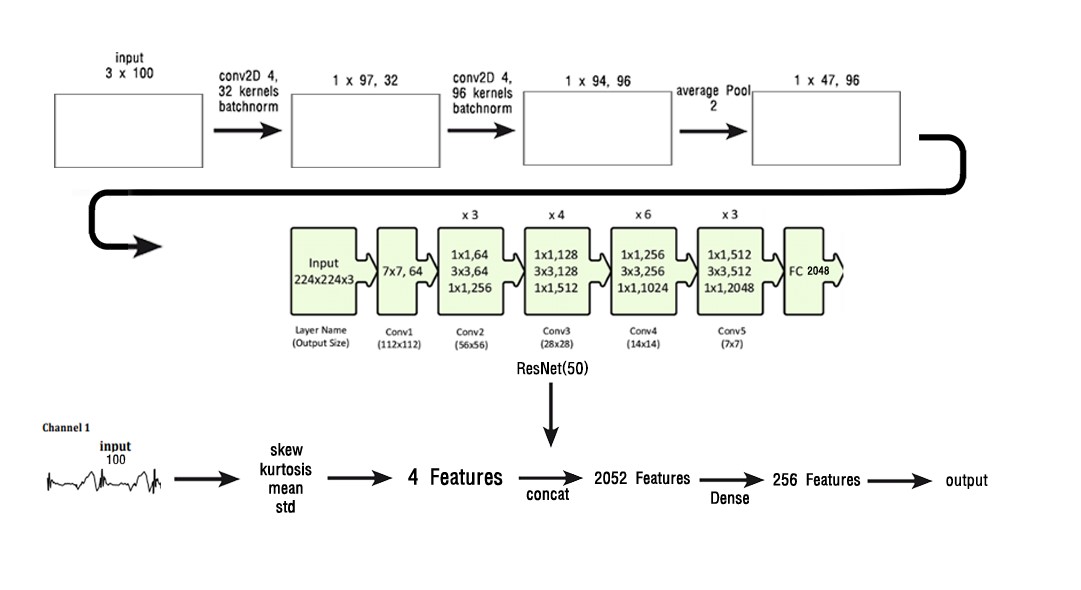 input
3 x 100
conv2D 4,
32 kernels
batchnorm
1 x 97, 32
conv2D 4,
96 kernels
batchnorm
1 x 94, 96
average Pool
2
1 x 47, 96
x 3
x 4
x 6
x 3
Input
224x224x3
7x7, 64
1x1,64
3x3,64
1x1,256
1x1,128
3x3,128
1x1,512
1x1,256
3x3,256
1x1,1024
1x1,512
3x3,512
1x1,2048
FC 2048
Layer Name
(Output Size)
Conv1
(112x112)
Conv2
(56x56)
Conv3
(28x28)
Conv4
(14x14)
Conv5
(7x7)
ResNet(50)
Channel 1
input
100
skew
kurtosis
mean
std
4 Features
concat
2052 Features
Dense
256 Features
output